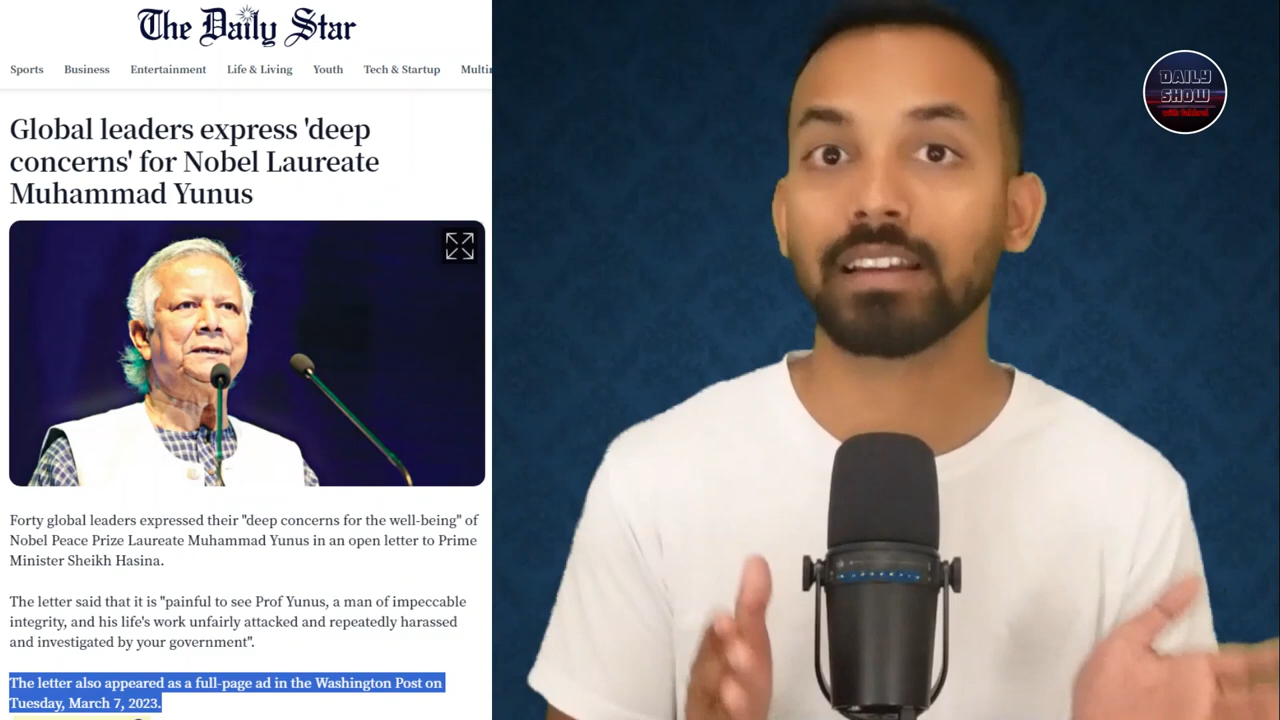 The Daily Star
Sports Business Entertainment Life & Living Youth Tech & Startup
Global leaders express 'deep
concerns' for Nobel Laureate
Muhammad Yunus
Forty global leaders expressed their "deep concerns for the well-being" of
Nobel Peace Prize Laureate Muhammad Yunus in an open letter to Prime
Minister Sheikh Hasina.
The letter said that it is "painful to see Prof Yunus, a man of impeccable
integrity, and his life's work unfairly attacked and repeatedly harassed
and investigated by your government".
The letter also appeared as a full-page ad in the Washington Post on
Tuesday, March 7, 2023.
DAILY
SHOW